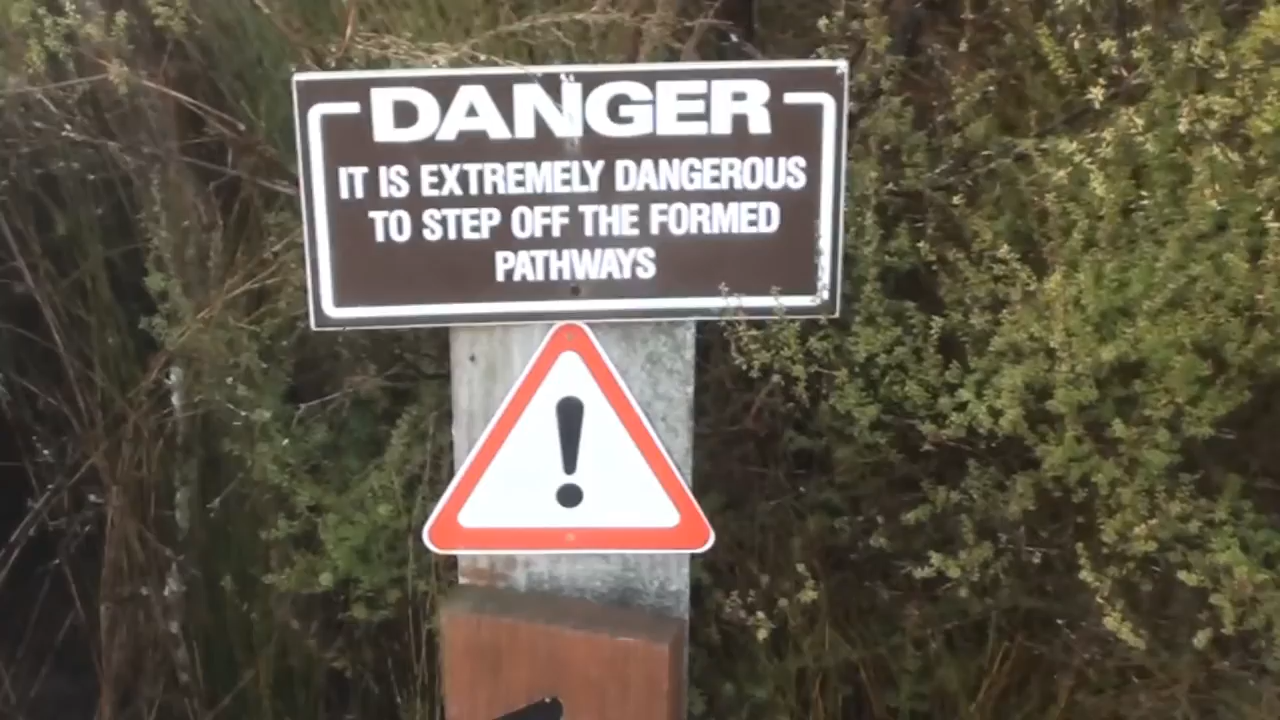 DANGER
IT IS EXTREMELY DANGEROUS
TO STEP OFF THE FORMED
PATHWAYS
!